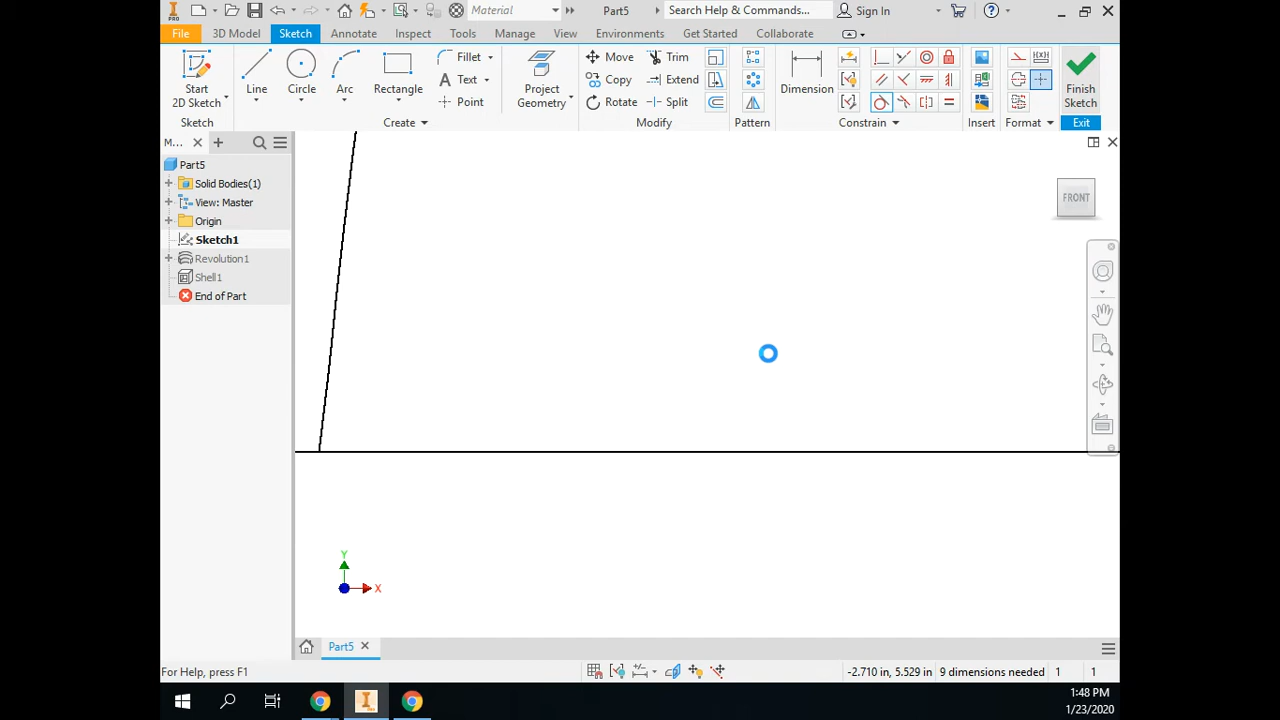 PRO
Material
Part5
Search Help & Commands...
Sign In
File
3D Model
Sketch
Annotate
Inspect
Tools
Manage
View
Environments
Get Started
Collaborate
Start
2D Sketch
Line
Circle
Arc
Rectangle
Fillet
Text
Point
Project
Geometry
Move
Copy
Rotate
Trim
Extend
Split
Dimension
Finish
Sketch
Sketch
Create
Modify
Pattern
Constrain
Insert
Format
Exit
M...
Part5
Solid Bodies(1)
View: Master
Origin
Sketch1
Revolution1
Shell1
End of Part
FRONT
Y
X
Part5
For Help, press F1
-2.710 in, 5.529 in
9 dimensions needed
1
1
1:48 PM
1/23/2020